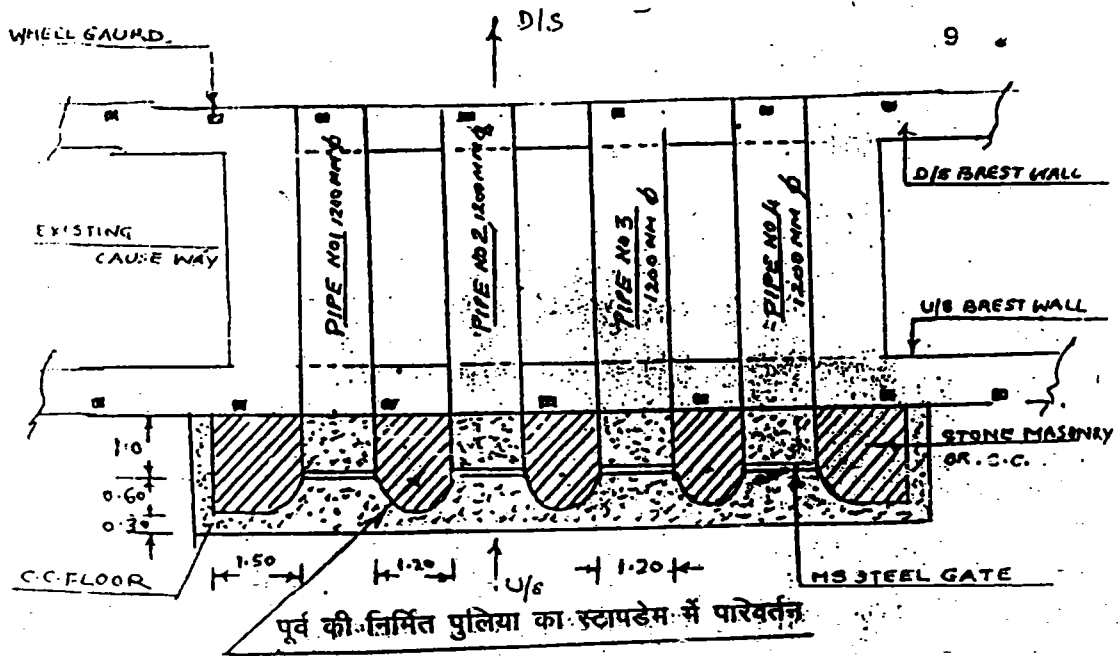 D/S
9
WHEEL GAURD.
PIPE NO1 1200 MM φ
PIPE NO2 1200 MM φ
PIPE NO 3
1200 MM φ
PIPE NO 4
1200 MM φ
D/S BREST WALL
EXISTING
CAUSE WAY
U/S BREST WALL
1.0
0.60
0.30
STONE MASONRY
OR C.C.
1.50
1.20
1.20
U/S
C.C. FLOOR
MS STEEL GATE
पूर्व की निर्मित पुलिया का स्टापडेम में पारिवर्तन